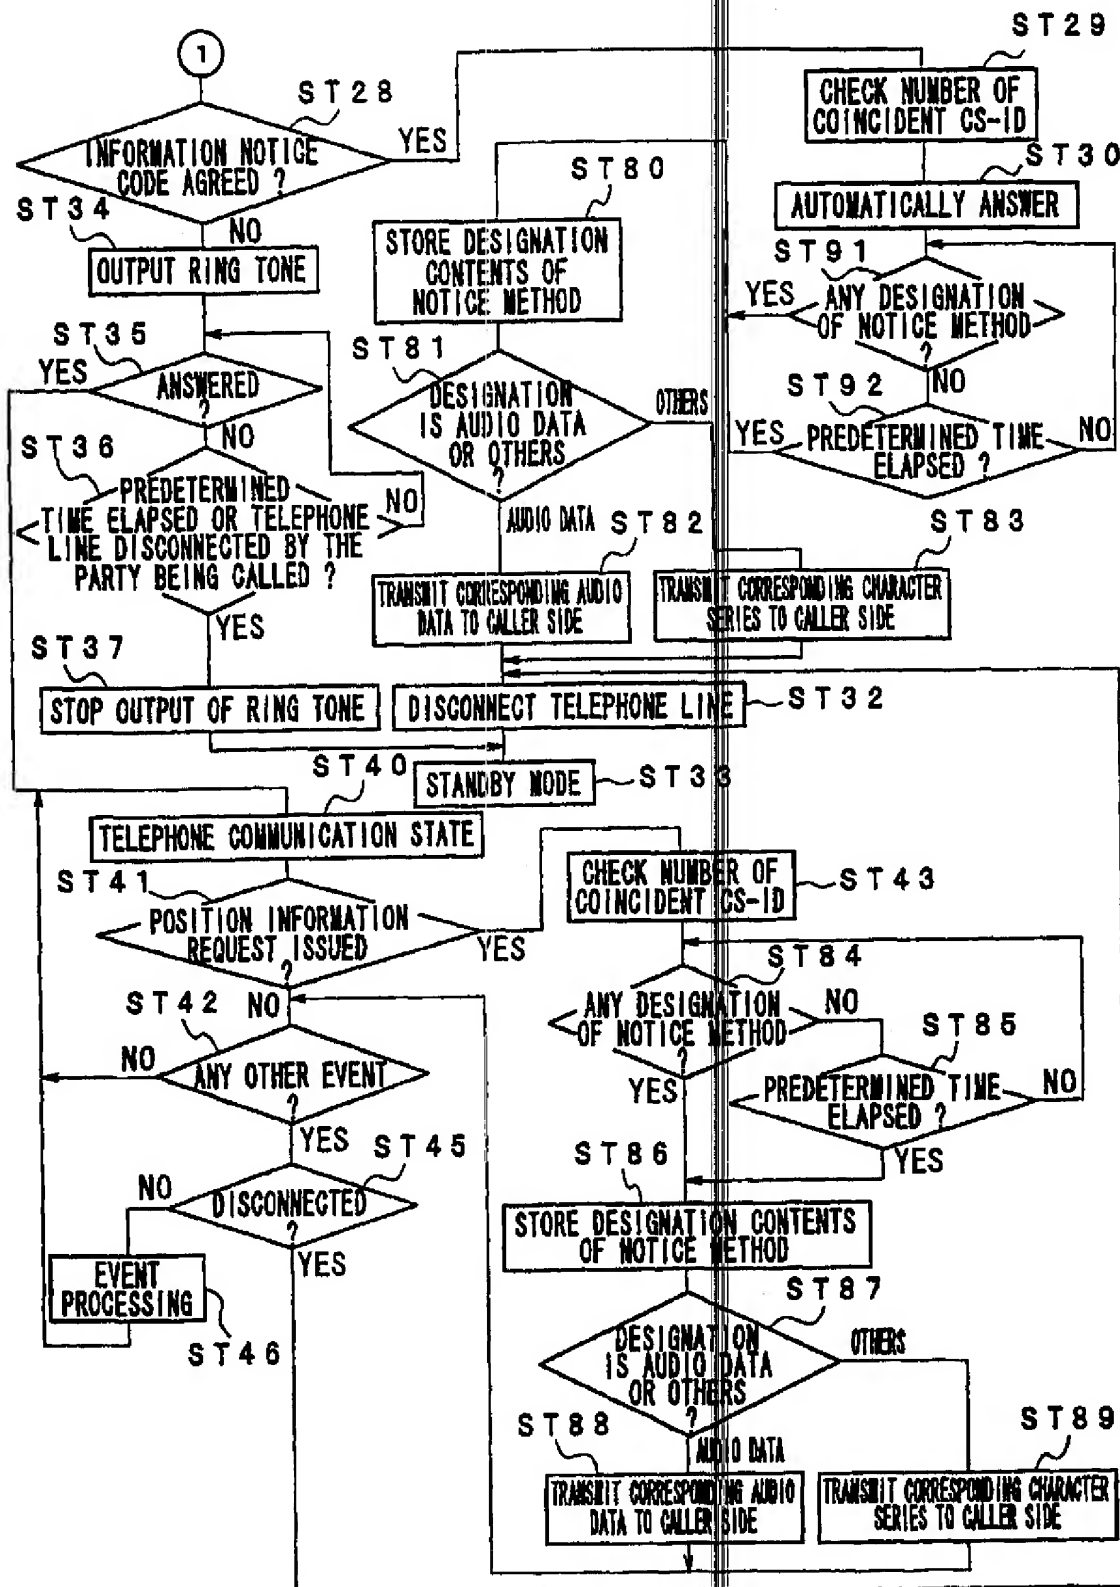 1
ST28
INFORMATION NOTICE
CODE AGREED ?
YES
NO
ST29
CHECK NUMBER OF
COINCIDENT CS-ID
ST30
AUTOMATICALLY ANSWER
ST91
ANY DESIGNATION
OF NOTICE METHOD
?
YES
NO
ST92
PREDETERMINED TIME
ELAPSED ?
YES
NO
ST80
STORE DESIGNATION
CONTENTS OF
NOTICE METHOD
ST81
DESIGNATION
IS AUDIO DATA
OR OTHERS
?
OTHERS
AUDIO DATA
ST82
TRANSMIT CORRESPONDING AUDIO
DATA TO CALLER SIDE
ST83
TRANSMIT CORRESPONDING CHARACTER
SERIES TO CALLER SIDE
ST34
OUTPUT RING TONE
ST35
ANSWERED
?
YES
NO
ST36
PREDETERMINED
TIME ELAPSED OR TELEPHONE
LINE DISCONNECTED BY THE
PARTY BEING CALLED ?
NO
YES
ST37
STOP OUTPUT OF RING TONE
DISCONNECT TELEPHONE LINE
ST32
STANDBY MODE
ST33
ST40
TELEPHONE COMMUNICATION STATE
ST41
POSITION INFORMATION
REQUEST ISSUED
?
YES
NO
ST42
ANY OTHER EVENT
?
NO
YES
ST45
DISCONNECTED
?
NO
YES
EVENT
PROCESSING
ST46
CHECK NUMBER OF
COINCIDENT CS-ID
ST43
ST84
ANY DESIGNATION
OF NOTICE METHOD
?
NO
YES
ST85
PREDETERMINED TIME
ELAPSED ?
NO
YES
ST86
STORE DESIGNATION CONTENTS
OF NOTICE METHOD
ST87
DESIGNATION
IS AUDIO DATA
OR OTHERS
?
OTHERS
AUDIO DATA
ST88
TRANSMIT CORRESPONDING AUDIO
DATA TO CALLER SIDE
ST89
TRANSMIT CORRESPONDING CHARACTER
SERIES TO CALLER SIDE